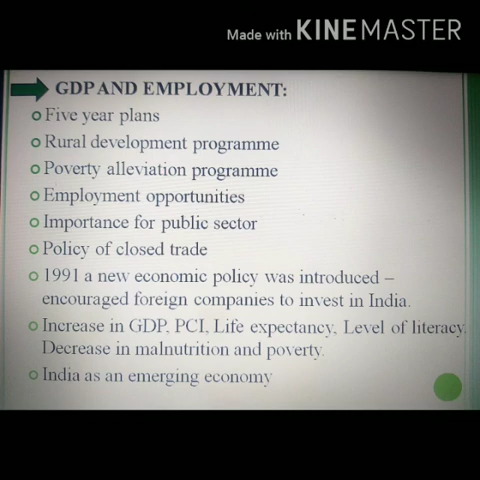 Made with KINEMASTER
GDP AND EMPLOYMENT:
Five year plans
Rural development programme
Poverty alleviation programme
Employment opportunities
Importance for public sector
Policy of closed trade
1991 a new economic policy was introduced –
encouraged foreign companies to invest in India.
Increase in GDP, PCI, Life expectancy, Level of literacy.
Decrease in malnutrition and poverty.
India as an emerging economy